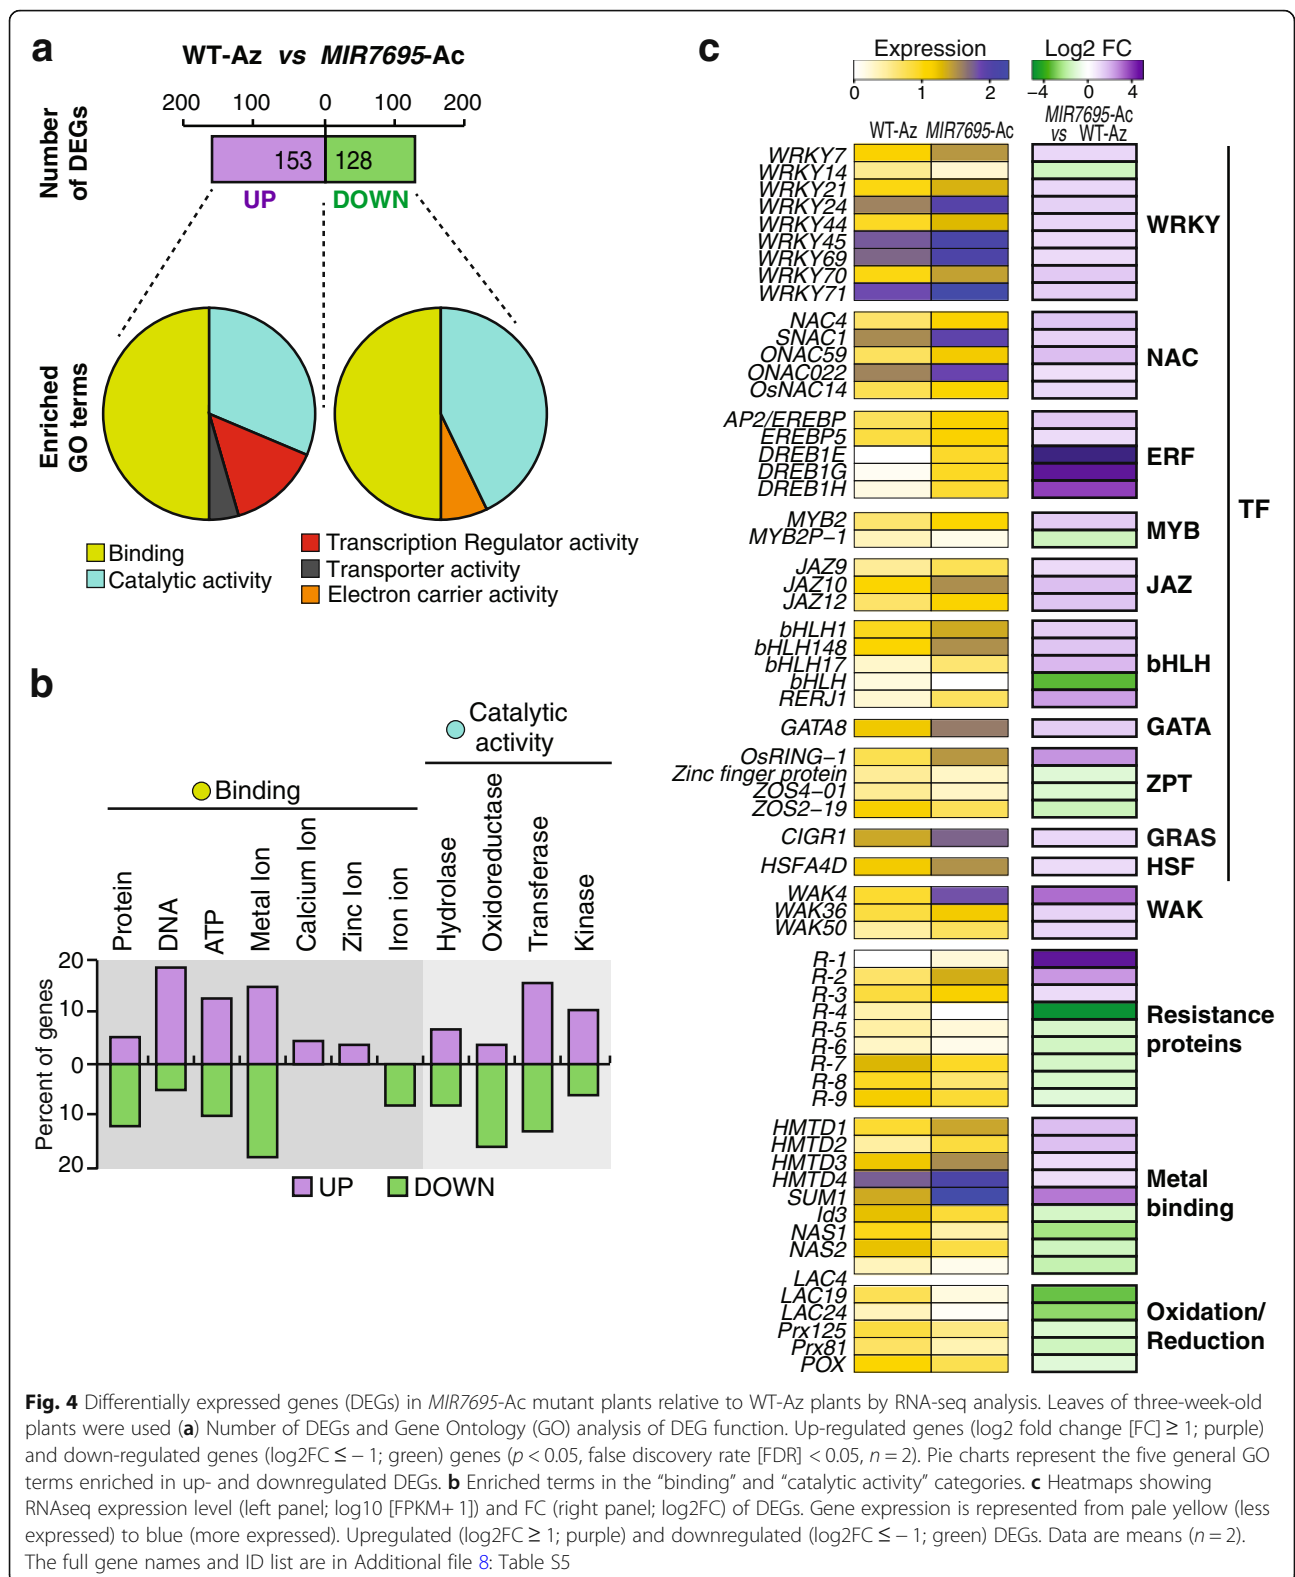 a
WT-Az vs MIR7695-Ac
200 100 0 100 200
Number of DEGs
153 128
UP DOWN
Enriched GO terms
Binding
Catalytic activity
Transcription Regulator activity
Transporter activity
Electron carrier activity
b
Binding
Catalytic activity
Protein
DNA
ATP
Metal Ion
Calcium Ion
Zinc Ion
Iron ion
Hydrolase
Oxidoreductase
Transferase
Kinase
Percent of genes
20
10
0
10
20
UP DOWN
c
Expression
0 1 2
Log2 FC
−4 0 4
WT-Az MIR7695-Ac
MIR7695-Ac
vs WT-Az
WRKY7
WRKY14
WRKY21
WRKY24
WRKY44
WRKY45
WRKY69
WRKY70
WRKY71
WRKY
NAC4
SNAC1
ONAC59
ONAC022
OsNAC14
NAC
AP2/EREBP
EREBP5
DREB1E
DREB1G
DREB1H
ERF
TF
MYB2
MYB2P−1
MYB
JAZ9
JAZ10
JAZ12
JAZ
bHLH1
bHLH148
bHLH17
bHLH
RERJ1
bHLH
GATA8
GATA
OsRING−1
Zinc finger protein
ZOS4−01
ZOS2−19
ZPT
CIGR1
GRAS
HSFA4D
HSF
WAK4
WAK36
WAK50
WAK
R-1
R-2
R-3
R-4
R-5
R-6
R-7
R-8
R-9
Resistance
proteins
HMTD1
HMTD2
HMTD3
HMTD4
SUM1
Id3
NAS1
NAS2
Metal
binding
LAC4
LAC19
LAC24
Prx125
Prx81
POX
Oxidation/
Reduction
Fig. 4 Differentially expressed genes (DEGs) in MIR7695-Ac mutant plants relative to WT-Az plants by RNA-seq analysis. Leaves of three-week-old
plants were used (a) Number of DEGs and Gene Ontology (GO) analysis of DEG function. Up-regulated genes (log2 fold change [FC] ≥ 1; purple)
and down-regulated genes (log2FC ≤ − 1; green) genes (p < 0.05, false discovery rate [FDR] < 0.05, n = 2). Pie charts represent the five general GO
terms enriched in up- and downregulated DEGs. b Enriched terms in the “binding” and “catalytic activity” categories. c Heatmaps showing
RNAseq expression level (left panel; log10 [FPKM+ 1]) and FC (right panel; log2FC) of DEGs. Gene expression is represented from pale yellow (less
expressed) to blue (more expressed). Upregulated (log2FC ≥ 1; purple) and downregulated (log2FC ≤ − 1; green) DEGs. Data are means (n = 2).
The full gene names and ID list are in Additional file 8: Table S5